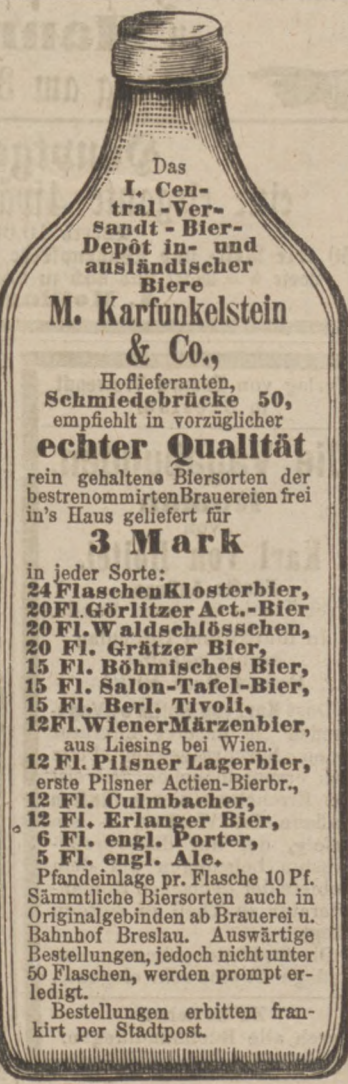 Das
I. Cen-
tral-Ver-
sandt - Bier-
Depôt in- und
ausländischer
Biere
M. Karfunkelstein
& Co.,
Hoflieferanten,
Schmiedebrücke 50,
empfiehlt in vorzüglicher
echter Qualität
rein gehaltene Biersorten der
bestrenommirten Brauereien frei
in's Haus geliefert für
3 Mark
in jeder Sorte:
24 Flaschen Klosterbier,
20 Fl. Görlitzer Act.-Bier
20 Fl. Waldschlösschen,
20 Fl. Grätzer Bier,
15 Fl. Böhmisches Bier,
15 Fl. Salon-Tafel-Bier,
15 Fl. Berl. Tivoli,
12 Fl. Wiener Märzenbier,
aus Liesing bei Wien.
12 Fl. Pilsner Lagerbier,
erste Pilsner Actien-Bierbr.,
12 Fl. Culmbacher,
12 Fl. Erlanger Bier,
6 Fl. engl. Porter,
5 Fl. engl. Ale.
Pfandeinlage pr. Flasche 10 Pf.
Sämmtliche Biersorten auch in
Originalgebinden ab Brauerei u.
Bahnhof Breslau. Auswärtige
Bestellungen, jedoch nicht unter
50 Flaschen, werden prompt er-
ledigt.
Bestellungen erbitten fran-
kirt per Stadtpost.